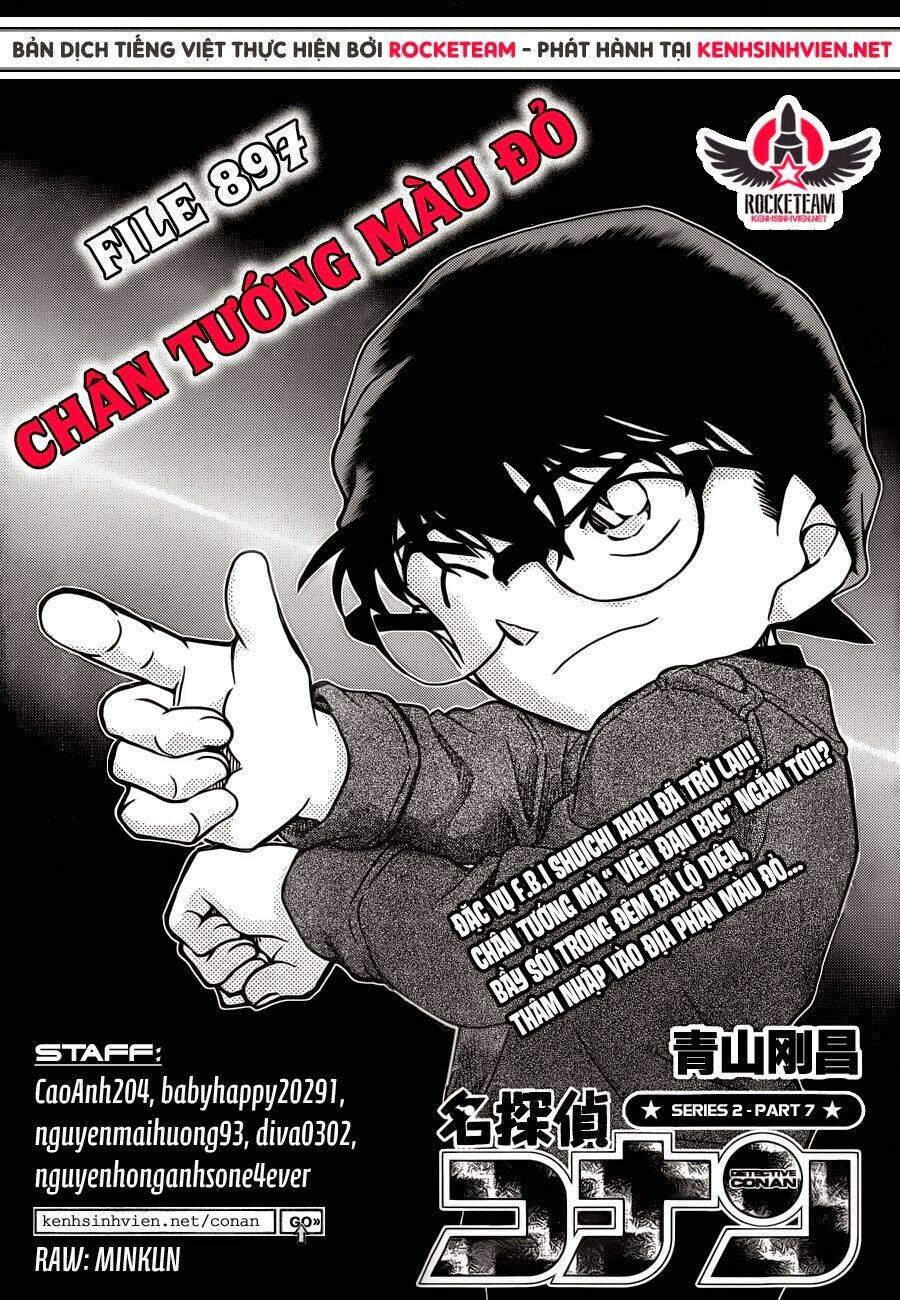 BẢN DỊCH TIẾNG VIỆT THỰC HIỆN BỞI ROCKETEAM - PHÁT HÀNH TẠI KENHSINHVIEN.NET
FILE 897
CHÂN TƯỚNG MÀU ĐỎ
ROCKETEAM
KENHSINHVIEN.NET
ĐẶC VỤ F.B.I SHUICHI AKAI ĐÃ TRỞ LẠI!!
CHÂN TƯỚNG MÀ " VIÊN ĐẠN BẠC" NGẮM TỚI!?
BẦY SÓI TRONG ĐÊM ĐÃ LỘ DIỆN,
THÂM NHẬP VÀO ĐỊA PHẬN MÀU ĐỎ...
STAFF:
CaoAnh204, babyhappy20291,
nguyenmaihuong93, diva0302,
nguyenhonganhsone4ever
kenhsinhvien.net/conan GO»
RAW: MINKUN
青山剛昌
名探偵
★ SERIES 2 - PART 7 ★
コナン
DETECTIVE
CONAN